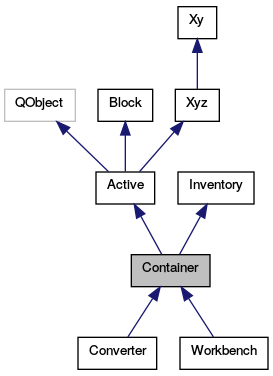 Xy
QObject
Block
Xyz
Active
Inventory
Container
Converter
Workbench